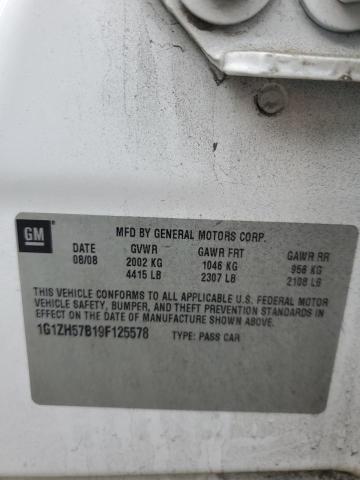 GM
MFD BY GENERAL MOTORS CORP.
DATE GVWR GAWR FRT GAWR RR
08/08 2002 KG 1046 KG 956 KG
4415 LB 2307 LB 2108 LB
THIS VEHICLE CONFORMS TO ALL APPLICABLE U.S. FEDERAL MOTOR
VEHICLE SAFETY, BUMPER, AND THEFT PREVENTION STANDARDS IN
EFFECT ON THE DATE OF MANUFACTURE SHOWN ABOVE.
1G1ZH57B19F125578 TYPE: PASS CAR